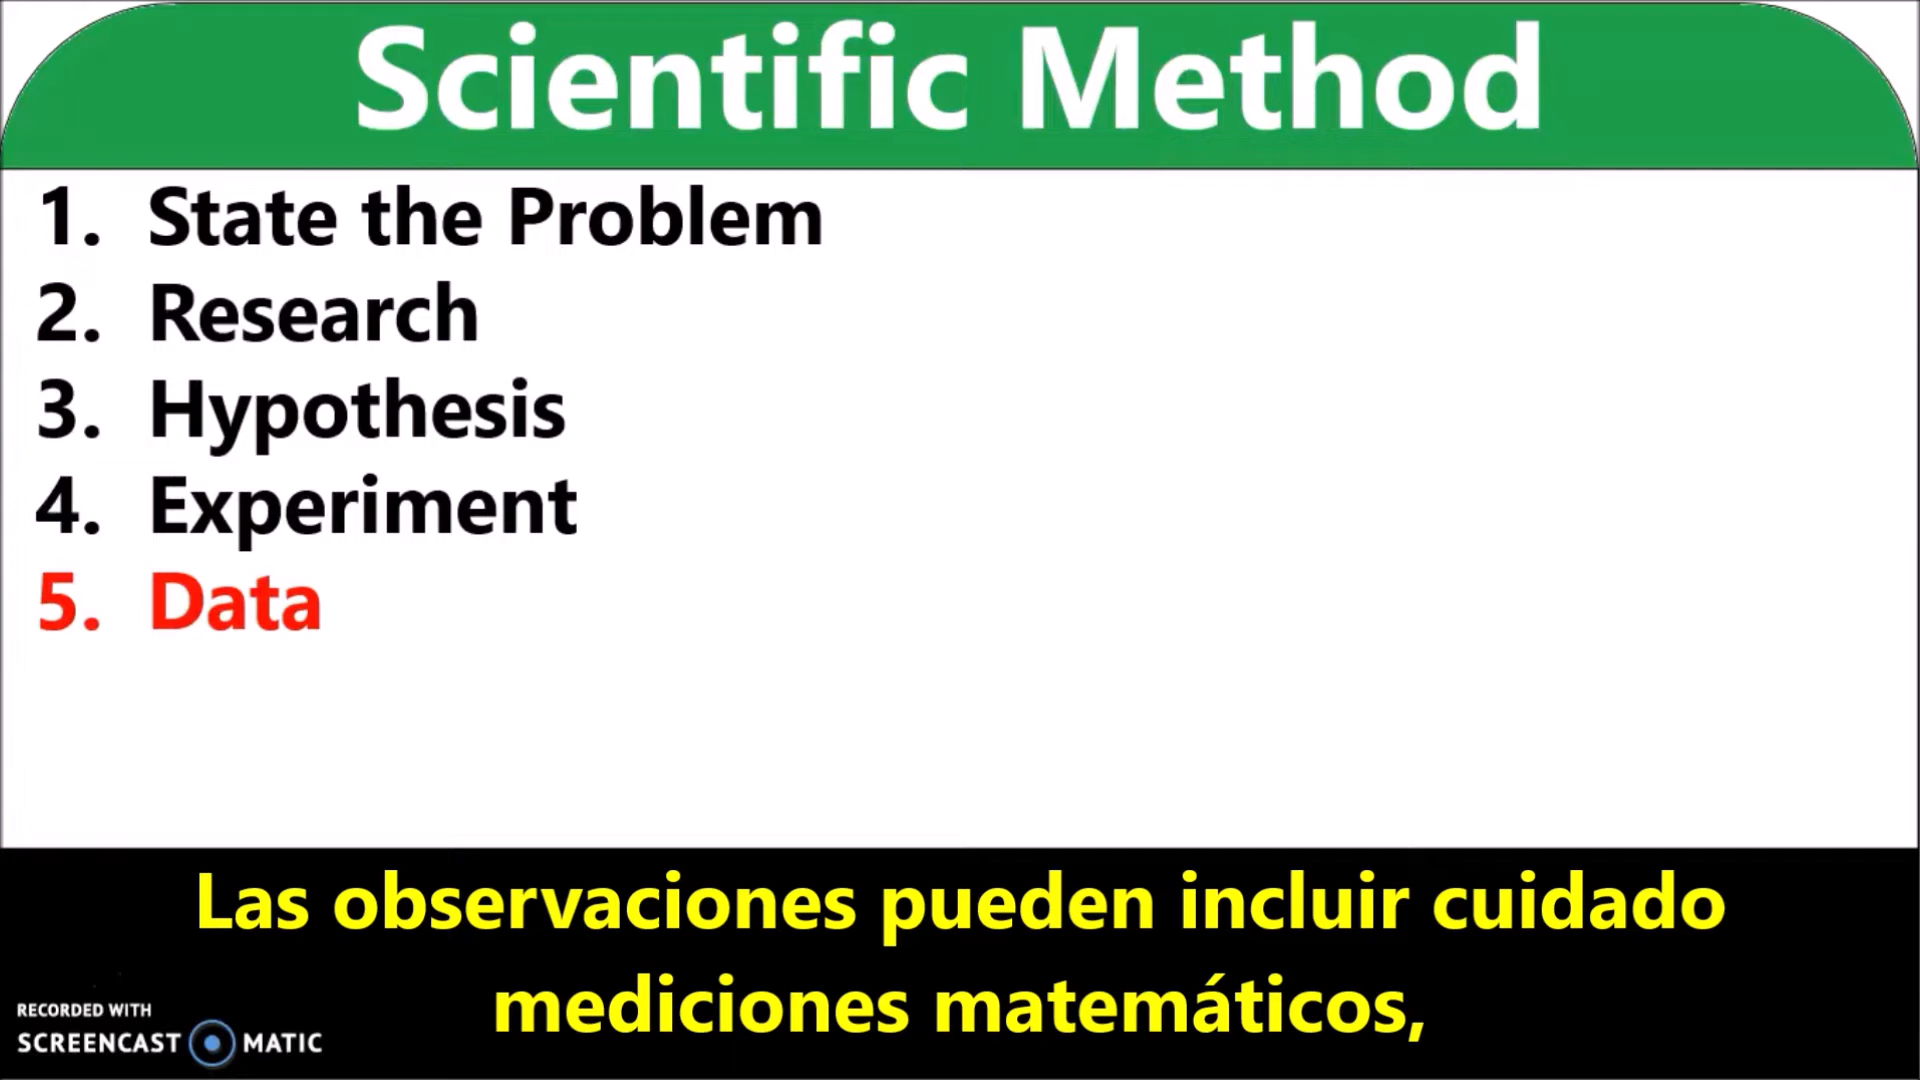 Scientific Method
1. State the Problem
2. Research
3. Hypothesis
4. Experiment
5. Data
Las observaciones pueden incluir cuidado
mediciones matemáticos,
RECORDED WITH
SCREENCAST MATIC